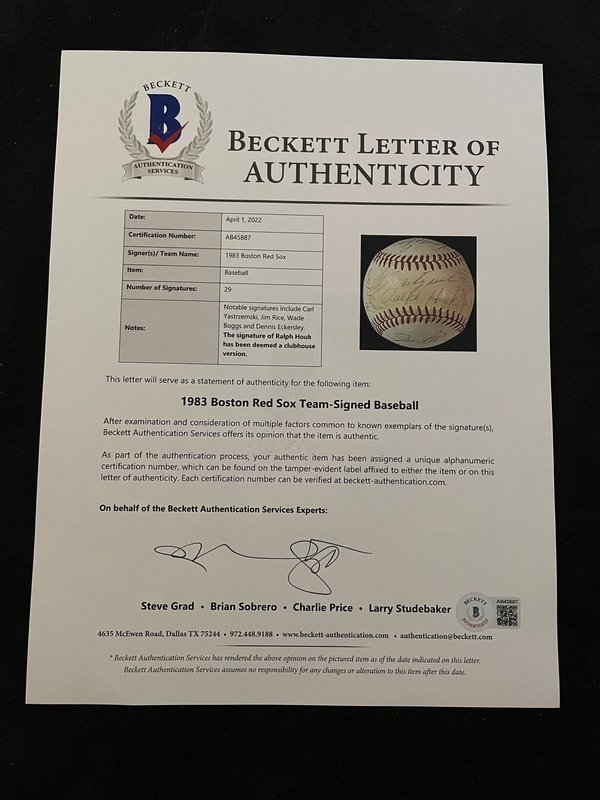 BECKETT
B
AUTHENTICATION
SERVICES
BECKETT LETTER OF
AUTHENTICITY
Date: April 1, 2022
Certification Number: AB45887
Signer(s)/ Team Name: 1983 Boston Red Sox
Item: Baseball
Number of Signatures: 29
Notes: Notable signatures include Carl
Yastrzemski, Jim Rice, Wade
Boggs and Dennis Eckersley.
The signature of Ralph Houk
has been deemed a clubhouse
version.
Ralph Houk
This letter will serve as a statement of authenticity for the following item:
1983 Boston Red Sox Team-Signed Baseball
After examination and consideration of multiple factors common to known exemplars of the signature(s),
Beckett Authentication Services offers its opinion that the item is authentic.
As part of the authentication process, your authentic item has been assigned a unique alphanumeric
certification number, which can be found on the tamper-evident label affixed to either the item or on this
letter of authenticity. Each certification number can be verified at beckett-authentication.com.
On behalf of the Beckett Authentication Services Experts:
Steve Grad • Brian Sobrero • Charlie Price • Larry Studebaker
BECKETT
B
AUTHENTICATED
AB45887
4635 McEwen Road, Dallas TX 75244 • 972.448.9188 • www.beckett-authentication.com • authentication@beckett.com
* Beckett Authentication Services has rendered the above opinion on the pictured item as of the date indicated on this letter.
Beckett Authentication Services assumes no responsibility for any changes or alteration to this item after this date.